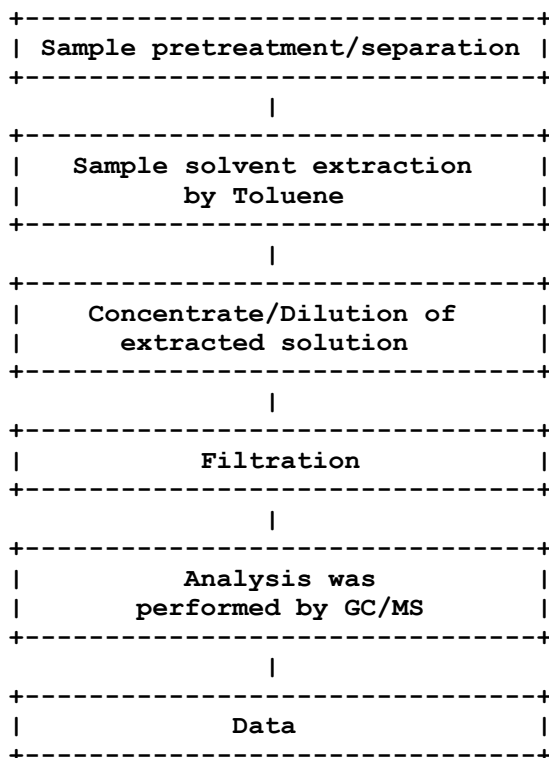 Sample pretreatment/separation
Sample solvent extraction
by Toluene
Concentrate/Dilution of
extracted solution
Filtration
Analysis was
performed by GC/MS
Data